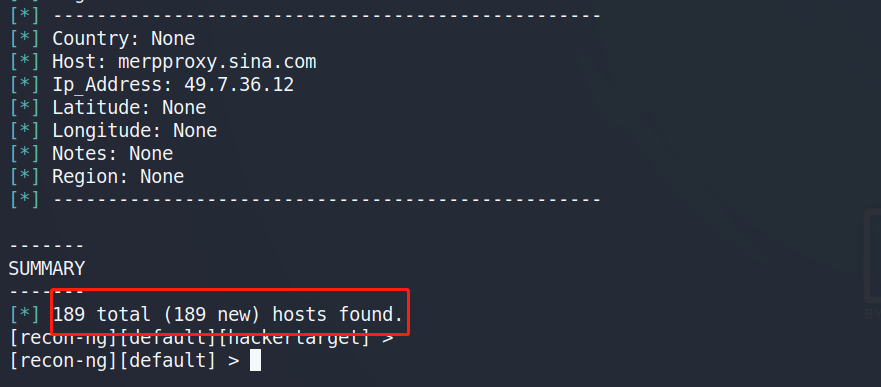 [*] --------------------------------------------------
[*] Country: None
[*] Host: merpproxy.sina.com
[*] Ip_Address: 49.7.36.12
[*] Latitude: None
[*] Longitude: None
[*] Notes: None
[*] Region: None
[*] --------------------------------------------------
-------
SUMMARY
-------
[*] 189 total (189 new) hosts found.
[recon-ng][default][hackertarget] >
[recon-ng][default] >